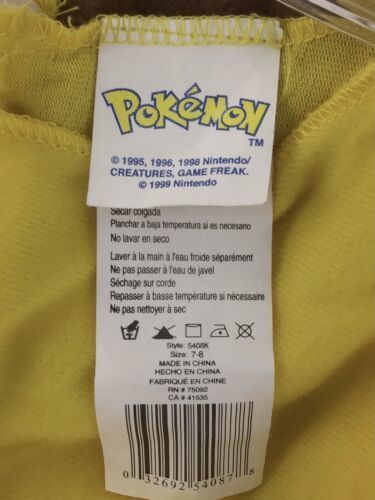 POKéMON
TM
© 1995, 1996, 1998 Nintendo/
CREATURES, GAME FREAK.
© 1999 Nintendo
Secar colgada
Planchar a baja temperatura si es necesario
No lavar en seco
Laver à la main à l'eau froide séparément
Ne pas passer à l'eau de javel
Séchage sur corde
Repasser à basse température si nécessaire
Ne pas nettoyer à sec
Style: 5408K
Size: 7-8
MADE IN CHINA
HECHO EN CHINA
FABRIQUÉ EN CHINE
RN # 75092
CA # 41535
0 32692 54087 8